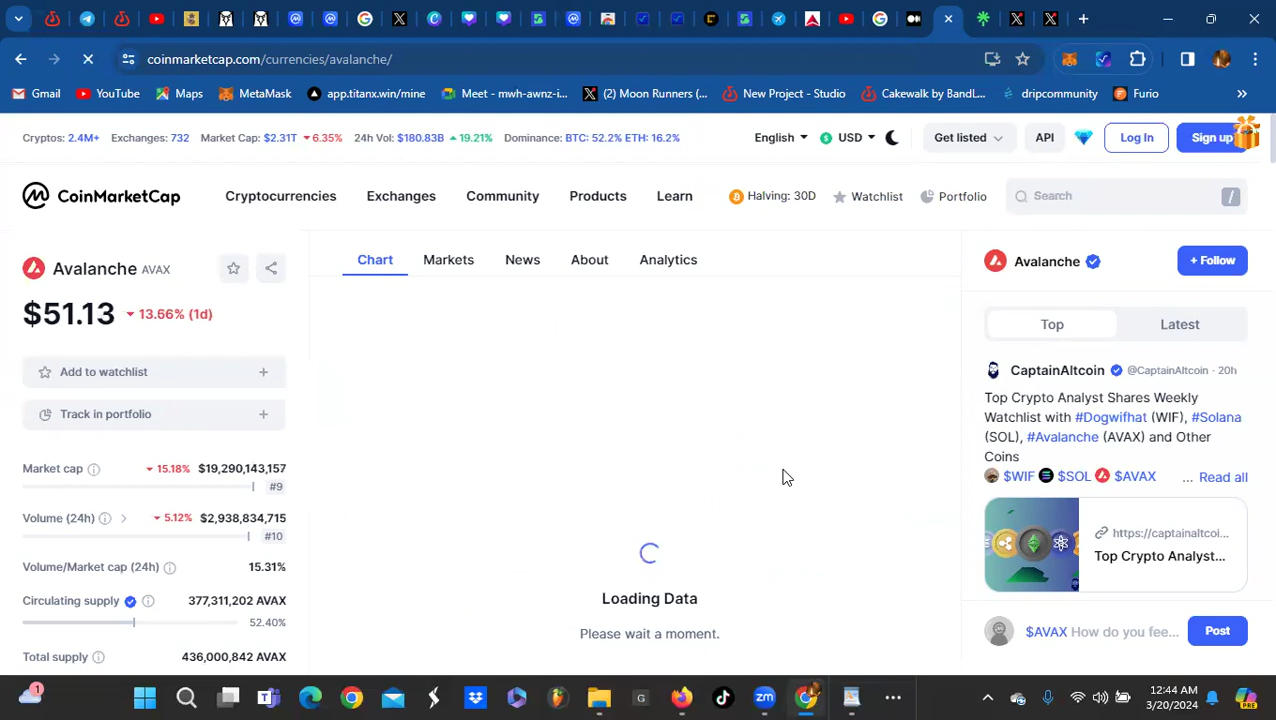 coinmarketcap.com/currencies/avalanche/
Gmail YouTube Maps MetaMask app.titanx.win/mine Meet - mwh-awnz-i... (2) Moon Runners (... New Project - Studio Cakewalk by BandL... dripcommunity Furio
Cryptos: 2.4M+ Exchanges: 732 Market Cap: $2.31T 6.35% 24h Vol: $180.83B 19.21% Dominance: BTC: 52.2% ETH: 16.2% English USD Get listed API Log In Sign up
CoinMarketCap Cryptocurrencies Exchanges Community Products Learn Halving: 30D Watchlist Portfolio Search /
Avalanche AVAX
$51.13 13.66% (1d)
Add to watchlist +
Track in portfolio +
Market cap 15.18% $19,290,143,157
#9
Volume (24h) 5.12% $2,938,834,715
#10
Volume/Market cap (24h) 15.31%
Circulating supply 377,311,202 AVAX
52.40%
Total supply 436,000,842 AVAX
Chart Markets News About Analytics
Loading Data
Please wait a moment.
Avalanche + Follow
Top Latest
CaptainAltcoin @CaptainAltcoin · 20h
Top Crypto Analyst Shares Weekly
Watchlist with #Dogwifhat (WIF), #Solana
(SOL), #Avalanche (AVAX) and Other
Coins
$WIF $SOL $AVAX ... Read all
https://captainaltcoi...
Top Crypto Analyst...
$AVAX How do you fee... Post
1
12:44 AM
3/20/2024
PRE